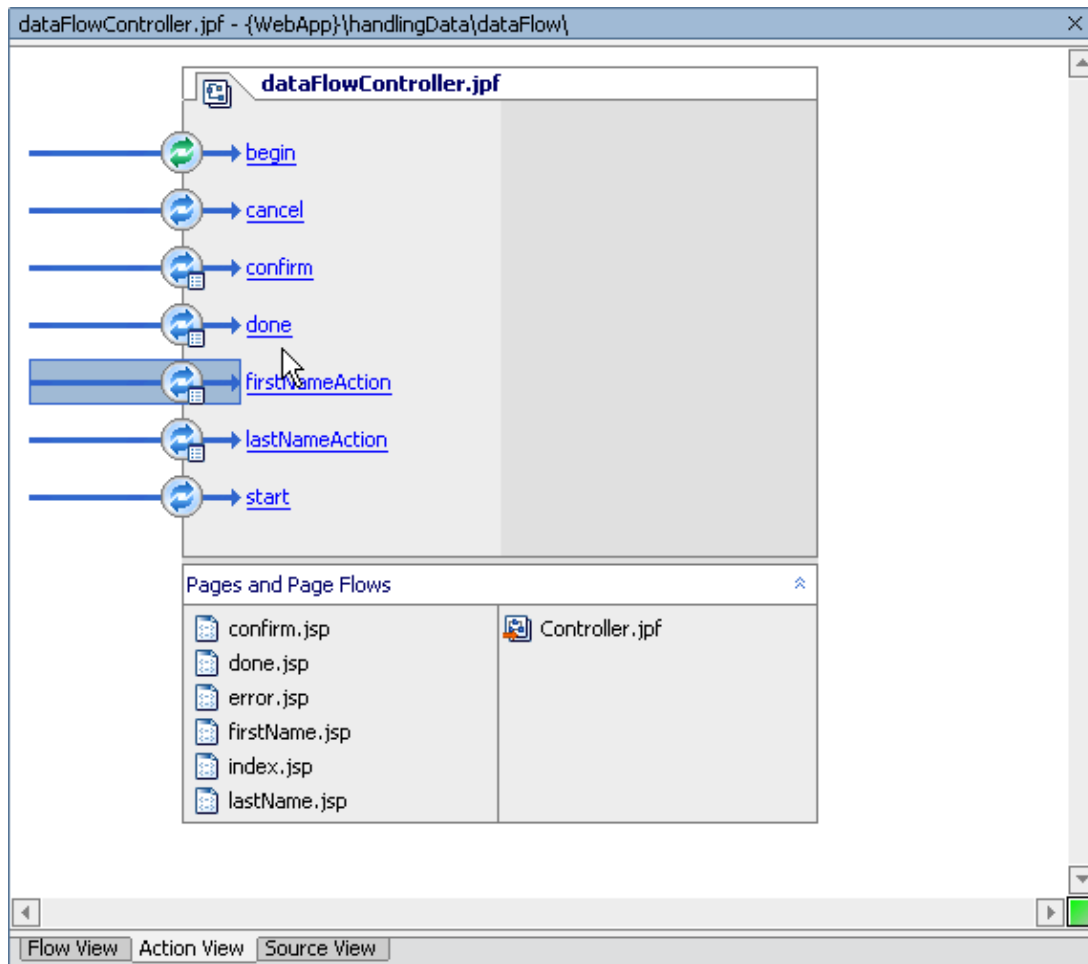 dataFlowController.jpf - {WebApp}\handlingData\dataFlow\
dataFlowController.jpf
begin
cancel
confirm
done
firstNameAction
lastNameAction
start
Pages and Page Flows
confirm.jsp
Controller.jpf
done.jsp
error.jsp
firstName.jsp
index.jsp
lastName.jsp
Flow View Action View Source View